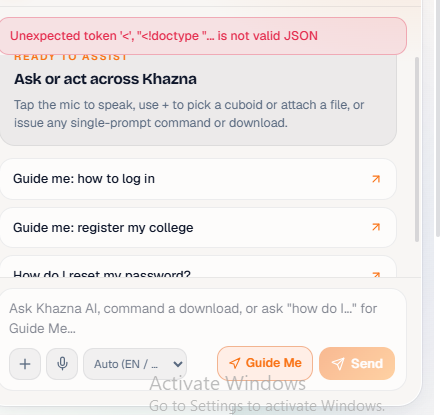 Unexpected token '<', "<!doctype "... is not valid JSON
READY TO ASSIST
Ask or act across Khazna
Tap the mic to speak, use + to pick a cuboid or attach a file, or
issue any single-prompt command or download.
Guide me: how to log in
Guide me: register my college
How do I reset my password?
Ask Khazna AI, command a download, or ask "how do I..." for
Guide Me...
Auto (EN / ...
Guide Me
Send
Activate Windows
Go to Settings to activate Windows.